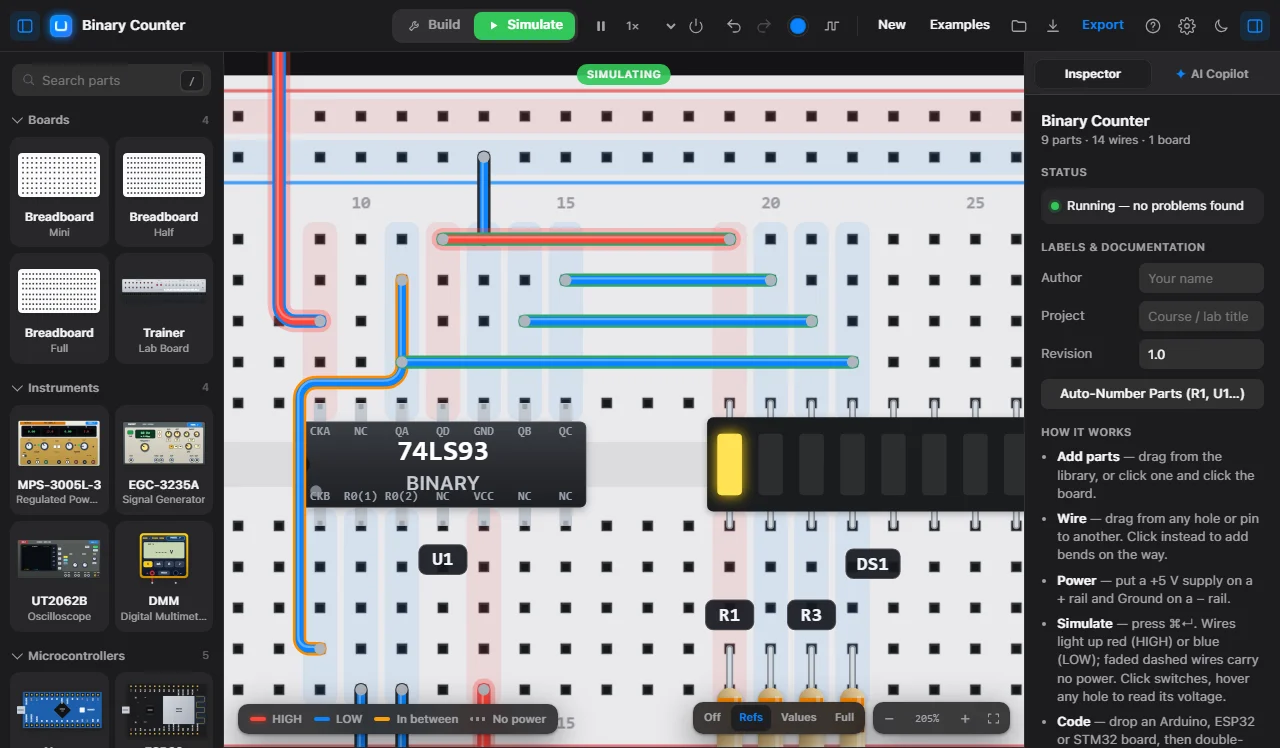 Binary Counter
Build
Simulate
1x
New
Examples
Export
Search parts
/
Boards
4
Breadboard
Mini
Breadboard
Half
Breadboard
Full
Trainer
Lab Board
Instruments
4
MPS-3005L-3
Regulated Pow...
EGC-3235A
Signal Generator
UT2062B
Oscilloscope
DMM
Digital Multimet...
Microcontrollers
5
SIMULATING
10
15
20
25
CKA NC QA QD GND QB QC
74LS93
BINARY
CKB R0(1) R0(2) NC VCC NC NC
U1
DS1
R1
R3
15
HIGH
LOW
In between
No power
Off
Refs
Values
Full
205%
Inspector
AI Copilot
Binary Counter
9 parts · 14 wires · 1 board
STATUS
Running — no problems found
LABELS & DOCUMENTATION
Author
Your name
Project
Course / lab title
Revision
1.0
Auto-Number Parts (R1, U1...)
HOW IT WORKS
• Add parts — drag from the
library, or click one and click the
board.
• Wire — drag from any hole or pin
to another. Click instead to add
bends on the way.
• Power — put a +5 V supply on a
+ rail and Ground on a − rail.
• Simulate — press ⌘↵. Wires
light up red (HIGH) or blue
(LOW); faded dashed wires carry
no power. Click switches, hover
any hole to read its voltage.
• Code — drop an Arduino, ESP32
or STM32 board, then double-